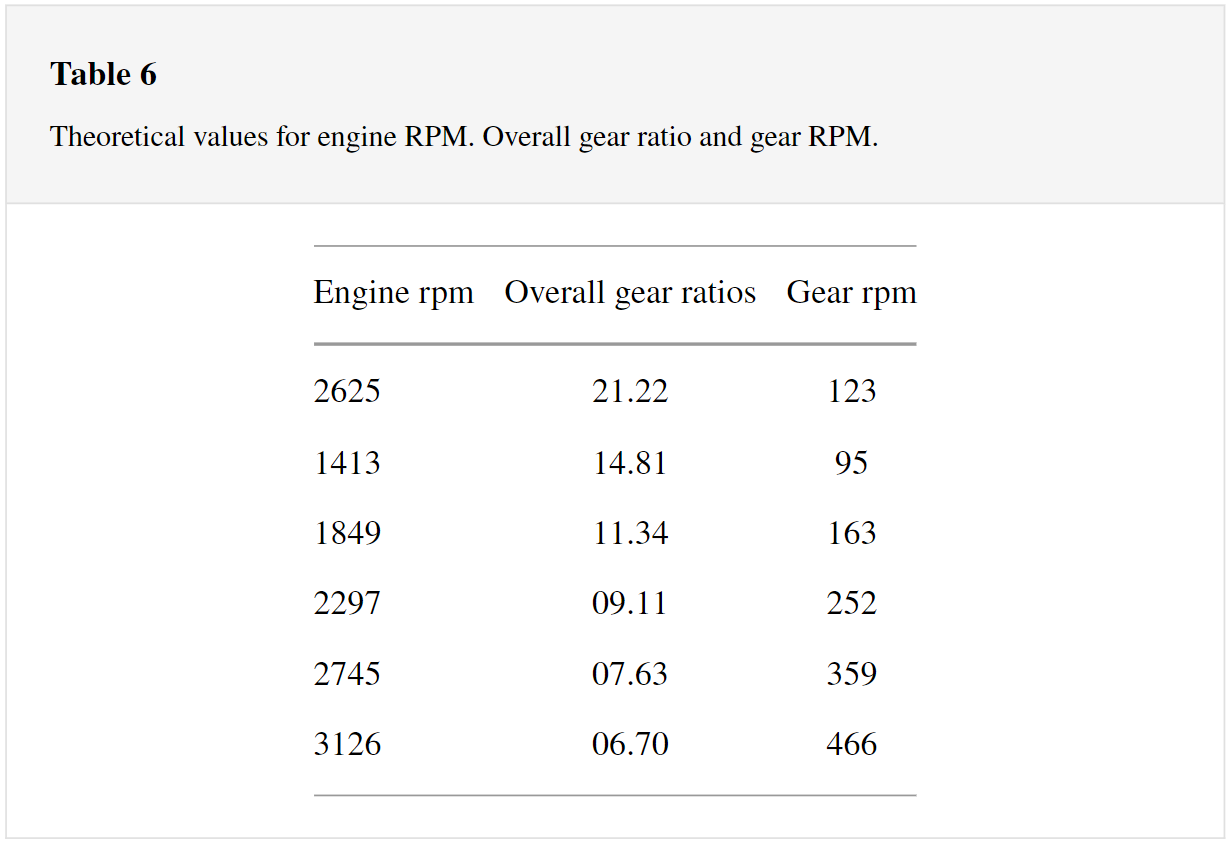 Table 6
Theoretical values for engine RPM. Overall gear ratio and gear RPM.
Engine rpm Overall gear ratios Gear rpm
2625 21.22 123
1413 14.81 95
1849 11.34 163
2297 09.11 252
2745 07.63 359
3126 06.70 466